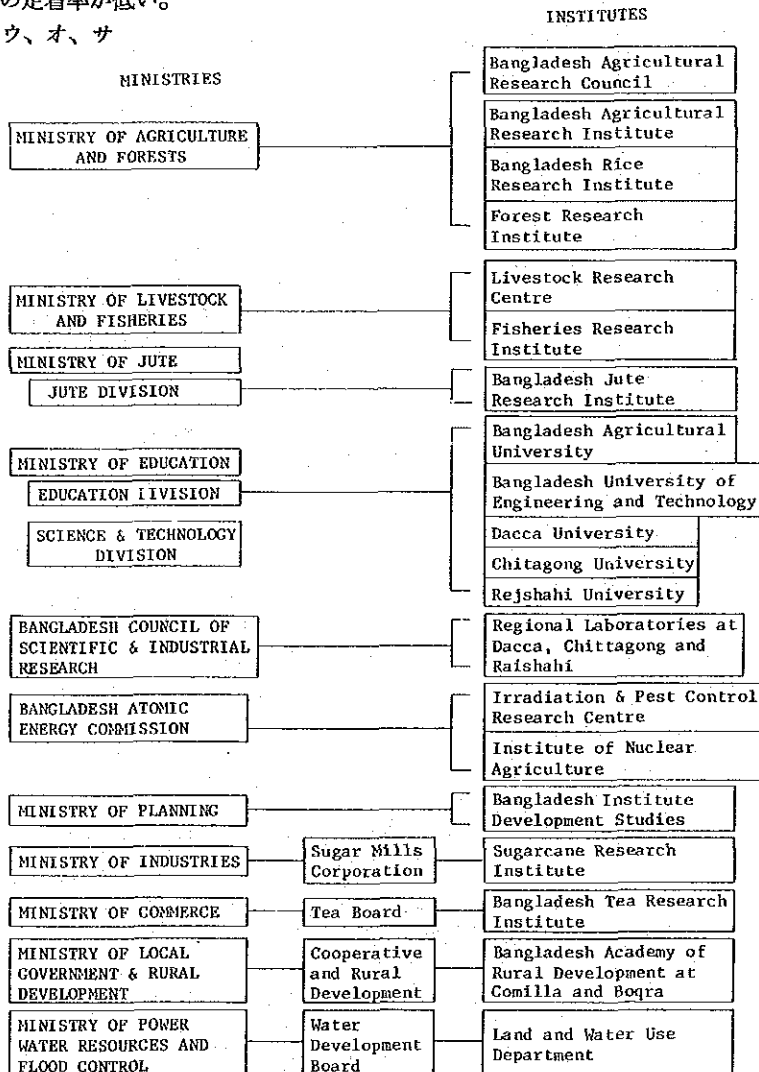 の定着率が低い。
ウ、オ、サ
INSTITUTES
MINISTRIES
Bangladesh Agricultural
Research Council
MINISTRY OF AGRICULTURE
AND FORESTS
Bangladesh Agricultural
Research Institute
Bangladesh Rice
Research Institute
Forest Research
Institute
MINISTRY OF LIVESTOCK
AND FISHERIES
Livestock Research
Centre
Fisheries Research
Institute
MINISTRY OF JUTE
JUTE DIVISION
Bangladesh Jute
Research Institute
MINISTRY OF EDUCATION
EDUCATION IIVISION
SCIENCE & TECHNOLOGY
DIVISION
Bangladesh Agricultural
University
Bangladesh University of
Engineering and Technology
Dacca University
Chitagong University
Rejshahi University
BANGLADESH COUNCIL OF
SCIENTIFIC & INDUSTRIAL
RESEARCH
Regional Laboratories at
Dacca, Chittagong and
Raishahi
BANGLADESH ATOMIC
ENERGY COMMISSION
Irradiation & Pest Control
Research Centre
Institute of Nuclear
Agriculture
MINISTRY OF PLANNING
Bangladesh Institute
Development Studies
MINISTRY OF INDUSTRIES
Sugar Mills
Corporation
Sugarcane Research
Institute
MINISTRY OF COMMERCE
Tea Board
Bangladesh Tea Research
Institute
MINISTRY OF LOCAL
GOVERNMENT & RURAL
DEVELOPMENT
Cooperative
and Rural
Development
Bangladesh Academy of
Rural Development at
Comilla and Boqra
MINISTRY OF POWER
WATER RESOURCES AND
FLOOD CONTROL
Water
Development
Board
Land and Water Use
Department